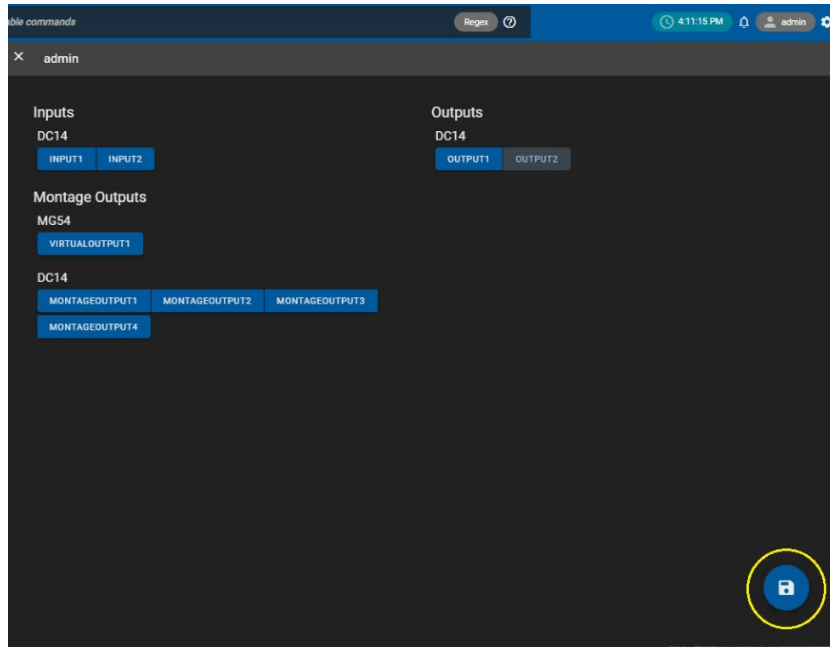 able commands
Regex
4:11:15 PM
admin
admin
Inputs
DC14
INPUT1 INPUT2
Outputs
DC14
OUTPUT1 OUTPUT2
Montage Outputs
MG54
VIRTUALOUTPUT1
DC14
MONTAGEOUTPUT1 MONTAGEOUTPUT2 MONTAGEOUTPUT3
MONTAGEOUTPUT4